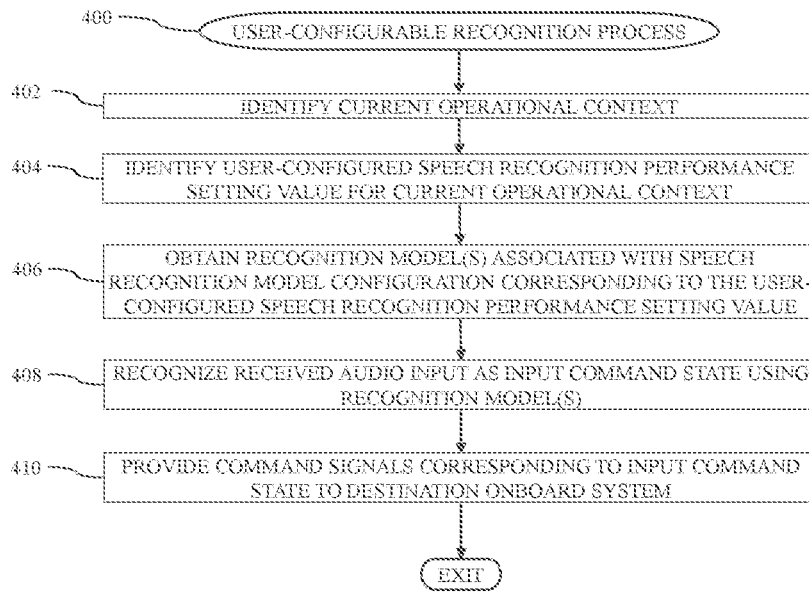 400
USER-CONFIGURABLE RECOGNITION PROCESS
402
IDENTIFY CURRENT OPERATIONAL CONTEXT
404
IDENTIFY USER-CONFIGURED SPEECH RECOGNITION PERFORMANCE
SETTING VALUE FOR CURRENT OPERATIONAL CONTEXT
406
OBTAIN RECOGNITION MODEL(S) ASSOCIATED WITH SPEECH
RECOGNITION MODEL CONFIGURATION CORRESPONDING TO THE USER-
CONFIGURED SPEECH RECOGNITION PERFORMANCE SETTING VALUE
408
RECOGNIZE RECEIVED AUDIO INPUT AS INPUT COMMAND STATE USING
RECOGNITION MODEL(S)
410
PROVIDE COMMAND SIGNALS CORRESPONDING TO INPUT COMMAND
STATE TO DESTINATION ONBOARD SYSTEM
EXIT